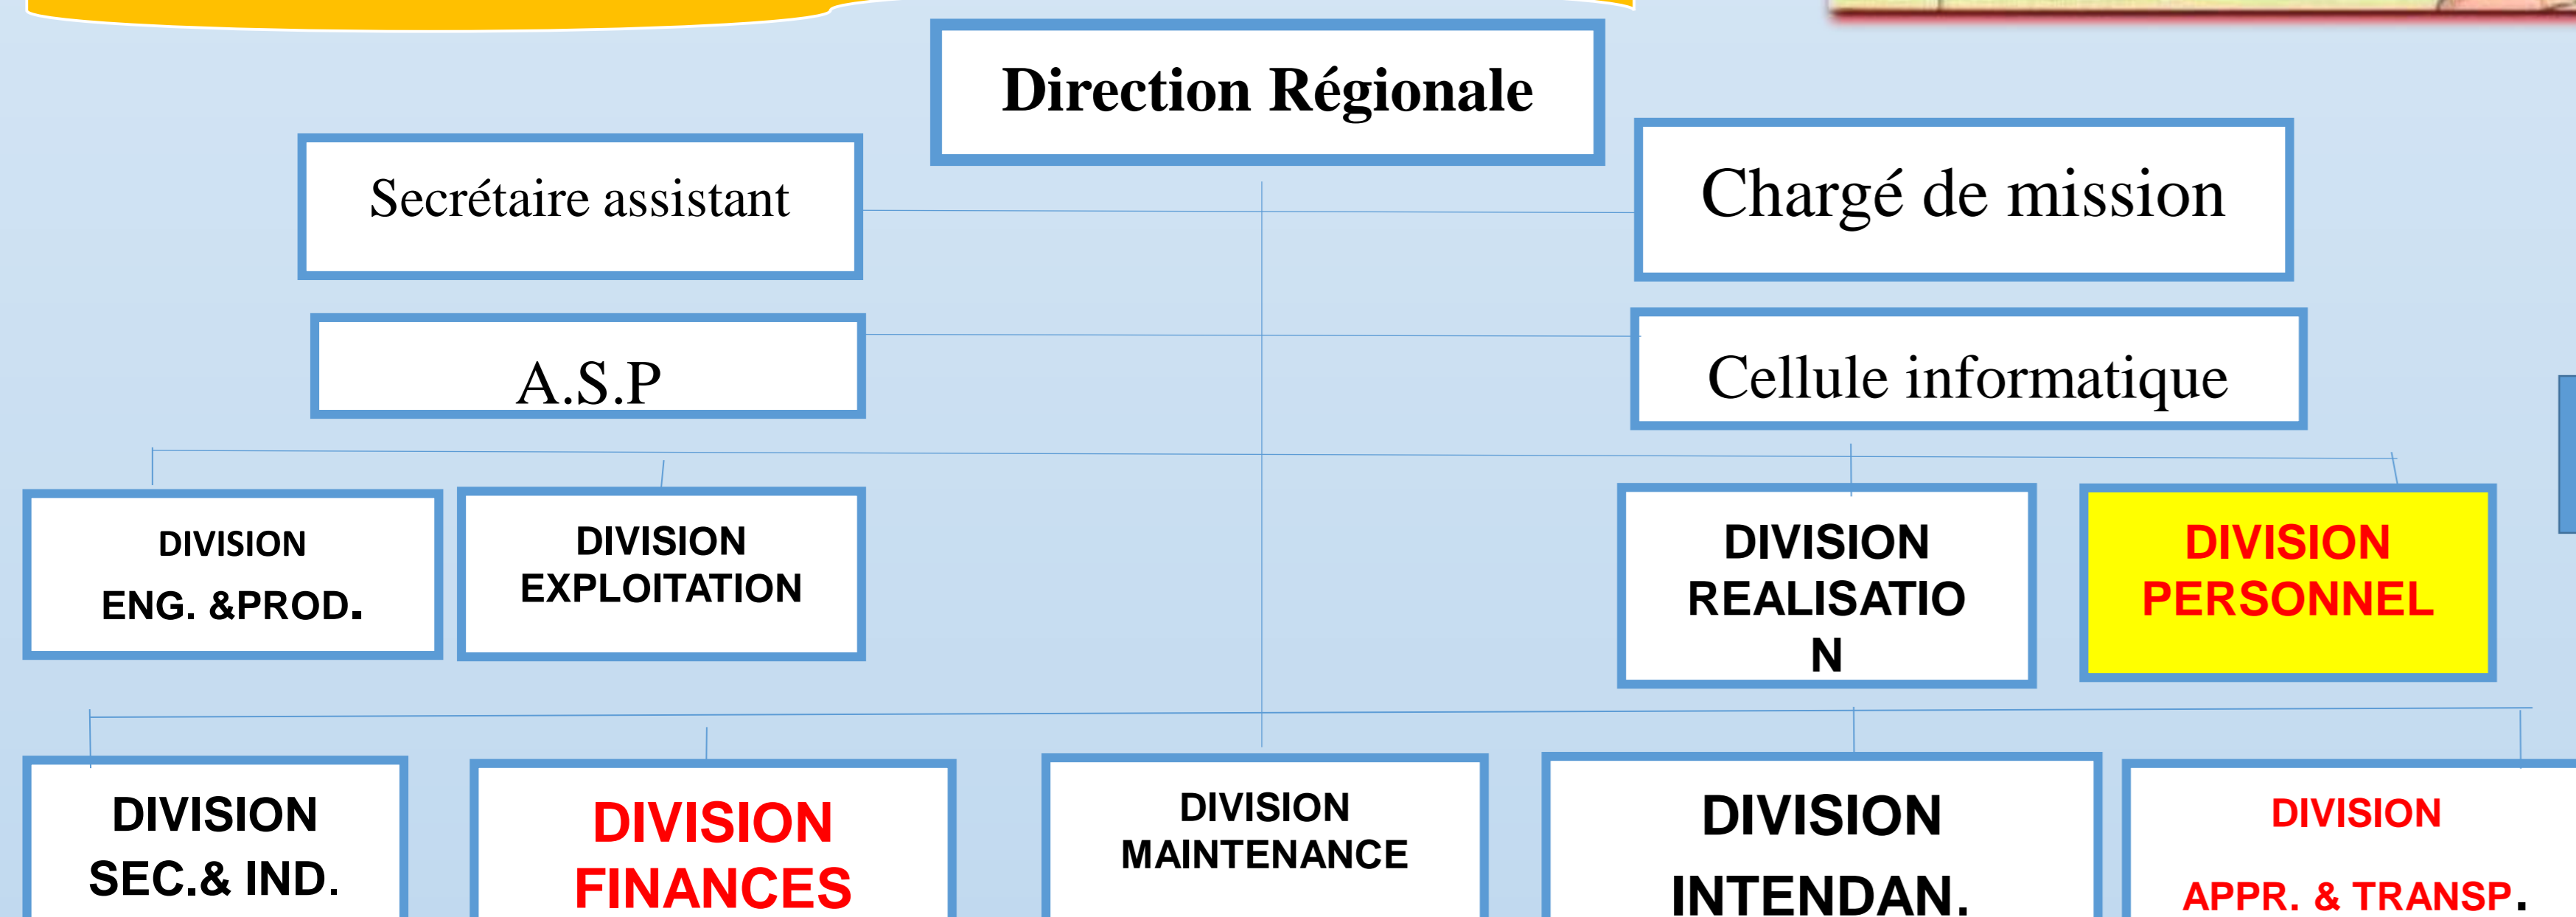 Direction Régionale
Secrétaire assistant
Chargé de mission
A.S.P
Cellule informatique
DIVISION
ENG. &PROD.
DIVISION
EXPLOITATION
DIVISION
REALISATIO
N
DIVISION
PERSONNEL
DIVISION
SEC.& IND.
DIVISION
FINANCES
DIVISION
MAINTENANCE
DIVISION
INTENDAN.
DIVISION
APPR. & TRANSP.